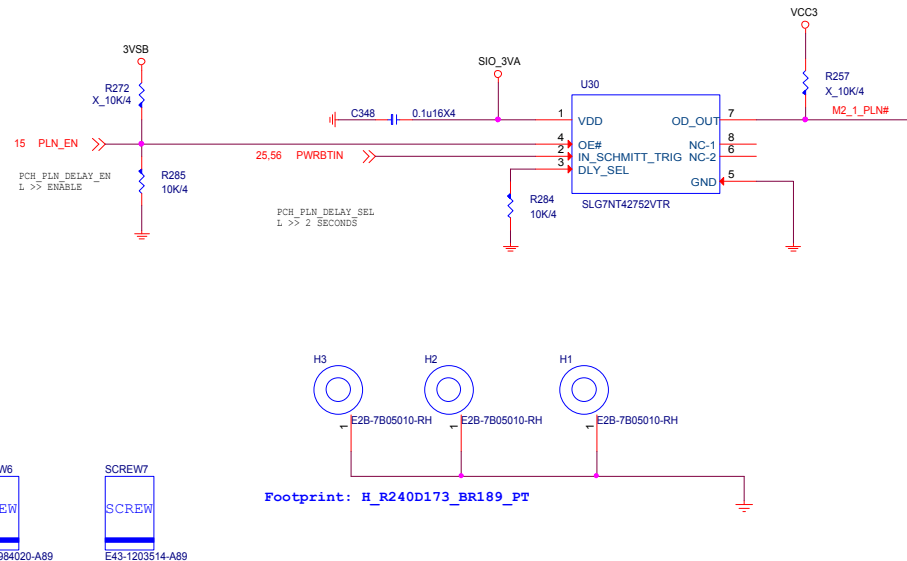 VCC3
3VSB
SIO_3VA
R272
X_10K/4
U30
R257
X_10K/4
C348
0.1u16X4
1
VDD
OD_OUT
7
M2_1_PLN#
15
PLN_EN
4
OE#
NC-1
8
25,56
PWRBTIN
2
IN_SCHMITT_TRIG
NC-2
6
3
DLY_SEL
PCH_PLN_DELAY_EN
L >> ENABLE
R285
10K/4
GND
5
R284
10K/4
SLG7NT42752VTR
PCH_PLN_DELAY_SEL
L >> 2 SECONDS
H3
H2
H1
E2B-7B05010-RH
E2B-7B05010-RH
E2B-7B05010-RH
1
1
1
W6
SCREW7
Footprint: H_R240D173_BR189_PT
EW
SCREW
984020-A89
E43-1203514-A89